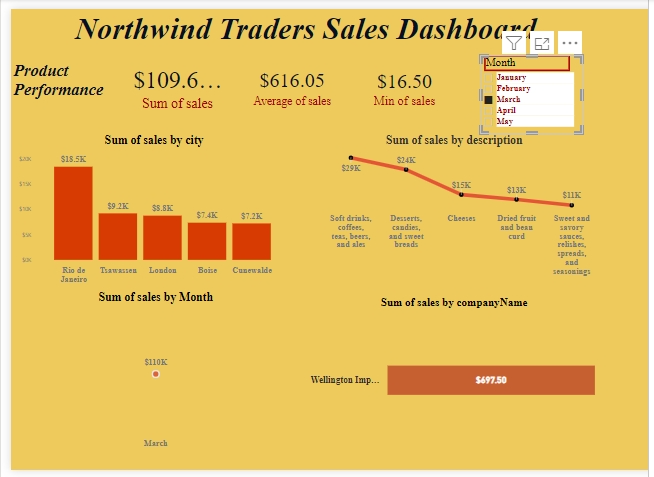 Northwind Traders Sales Dashboard
Product
Performance
$109.6…
Sum of sales
$616.05
Average of sales
$16.50
Min of sales
Month
January
February
March
April
May
Sum of sales by city
$20K
$15K
$10K
$5K
$0K
$18.5K
$9.2K
$8.8K
$7.4K
$7.2K
Rio de
Janeiro
Tsawassen
London
Boise
Cunewalde
Sum of sales by description
$29K
$24K
$15K
$13K
$11K
Soft drinks,
coffees,
teas, beers,
and ales
Desserts,
candies,
and sweet
breads
Cheeses
Dried fruit
and bean
curd
Sweet and
savory
sauces,
relishes,
spreads,
and
seasonings
Sum of sales by Month
$110K
March
Sum of sales by companyName
Wellington Imp...
$697.50